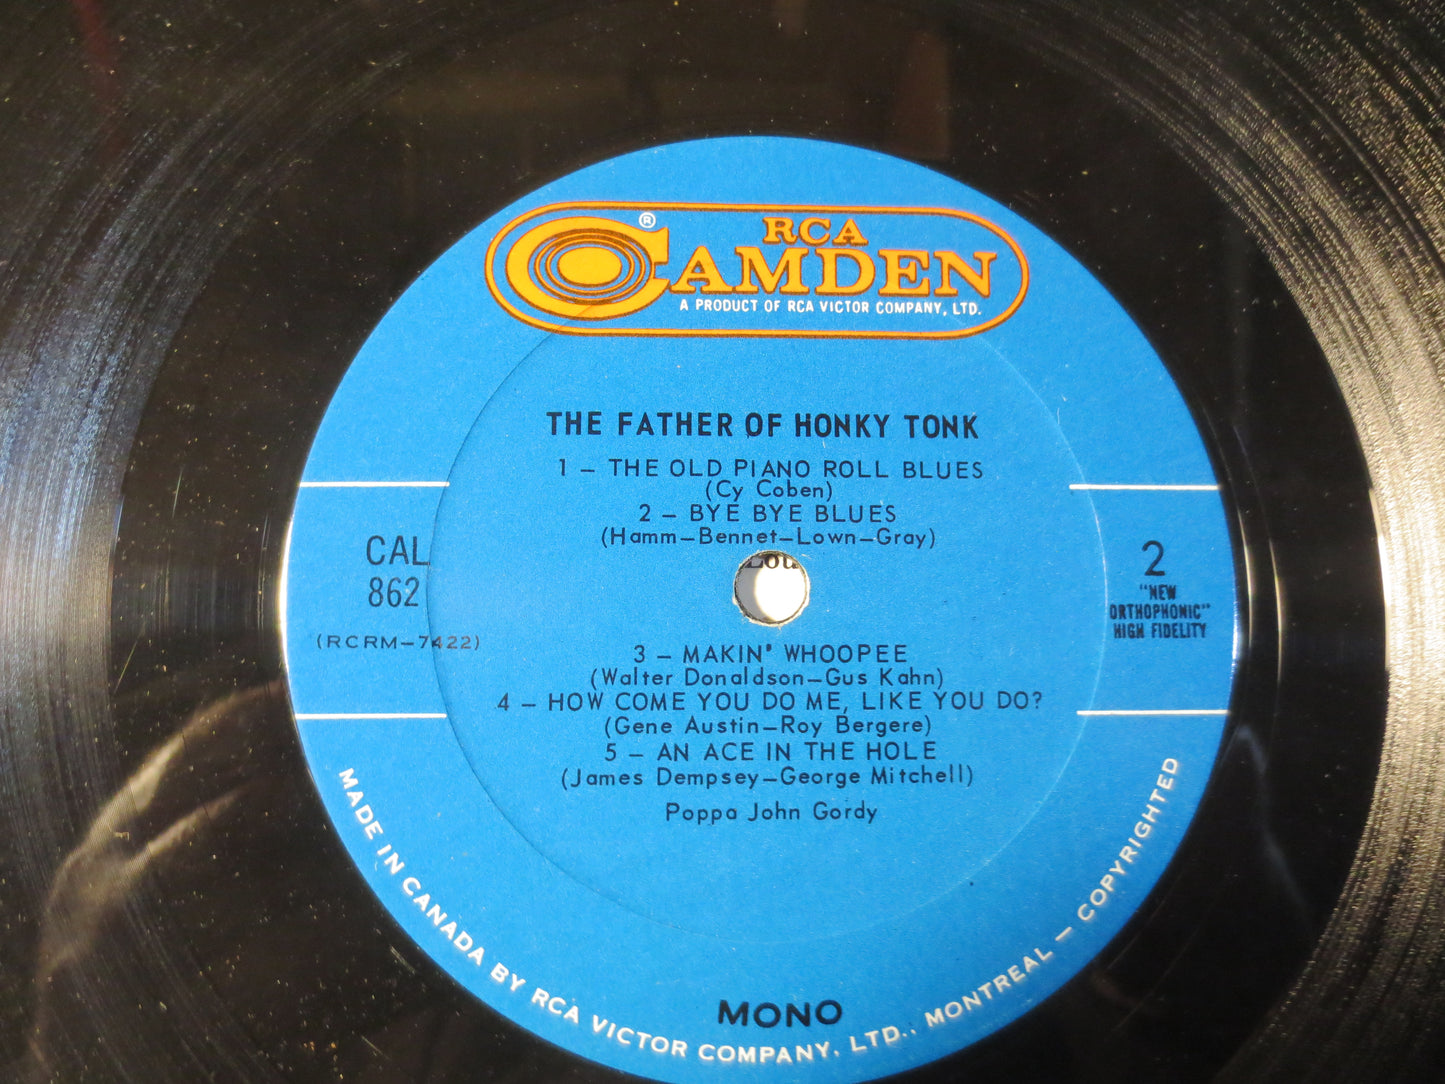 ®
RCA
CAMDEN
A PRODUCT OF RCA VICTOR COMPANY, LTD.
THE FATHER OF HONKY TONK
1 – THE OLD PIANO ROLL BLUES
(Cy Coben)
2 – BYE BYE BLUES
(Hamm–Bennet–Lown–Gray)
CAL
862
(RCRM–7422)
2
"NEW
ORTHOPHONIC"
HIGH FIDELITY
3 – MAKIN' WHOOPEE
(Walter Donaldson–Gus Kahn)
4 – HOW COME YOU DO ME, LIKE YOU DO?
(Gene Austin–Roy Bergere)
5 – AN ACE IN THE HOLE
(James Dempsey–George Mitchell)
Poppa John Gordy
MONO
MADE IN CANADA BY RCA VICTOR COMPANY, LTD., MONTREAL – COPYRIGHTED